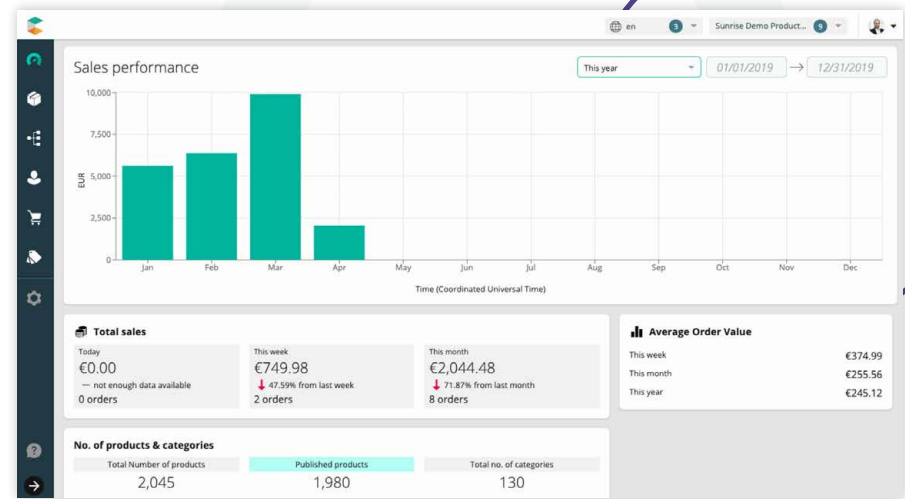 en 3 Sunrise Demo Product... 9
Sales performance
This year 01/01/2019 → 12/31/2019
10,000
7,500
5,000
2,500
0
EUR
Jan Feb Mar Apr May Jun Jul Aug Sep Oct Nov Dec
Time (Coordinated Universal Time)
Total sales
Today This week This month
€0.00 €749.98 €2,044.48
— not enough data available ↓ 47.59% from last week ↓ 71.87% from last month
0 orders 2 orders 8 orders
Average Order Value
This week €374.99
This month €255.56
This year €245.12
No. of products & categories
Total Number of products Published products Total no. of categories
2,045 1,980 130